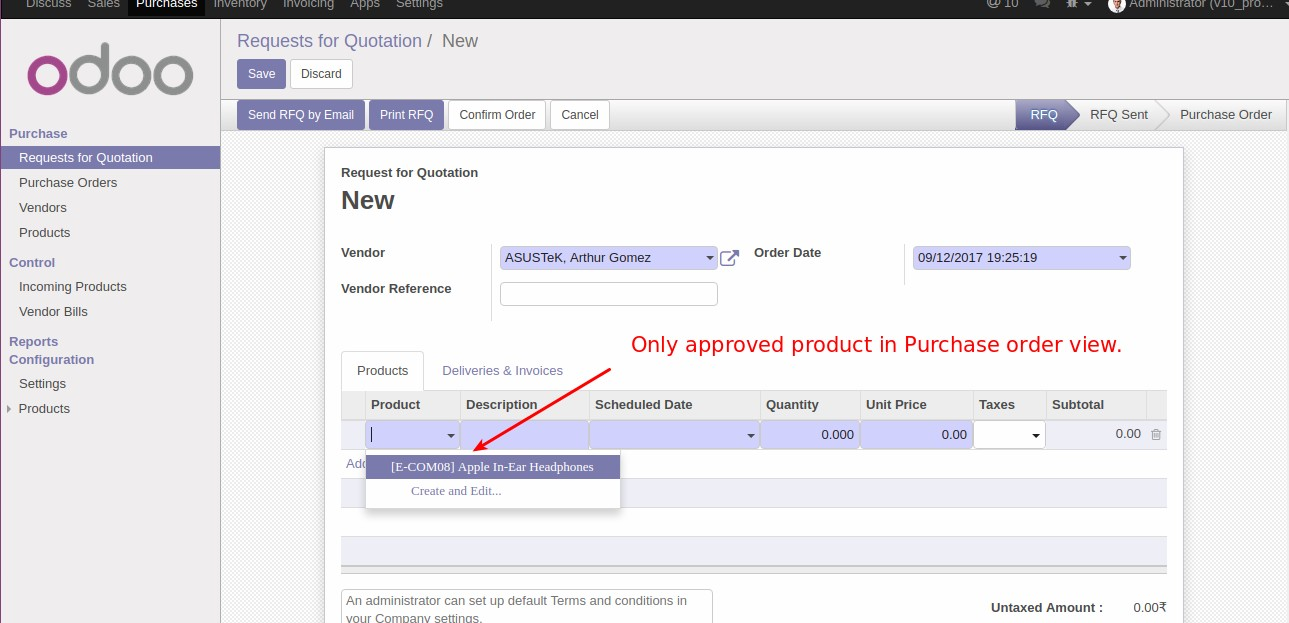 Discuss Sales Purchases Inventory Invoicing Apps Settings @ 10 Administrator (v10_pro...
odoo
Purchase
Requests for Quotation
Purchase Orders
Vendors
Products
Control
Incoming Products
Vendor Bills
Reports
Configuration
Settings
Products
Requests for Quotation / New
Save Discard
Send RFQ by Email Print RFQ Confirm Order Cancel RFQ RFQ Sent Purchase Order
Request for Quotation
New
Vendor ASUSTeK, Arthur Gomez Order Date 09/12/2017 19:25:19
Vendor Reference
Only approved product in Purchase order view.
Products Deliveries & Invoices
Product Description Scheduled Date Quantity Unit Price Taxes Subtotal
0.000 0.00 0.00
Add
[E-COM08] Apple In-Ear Headphones
Create and Edit...
An administrator can set up default Terms and conditions in
your Company settings.
Untaxed Amount : 0.00₹